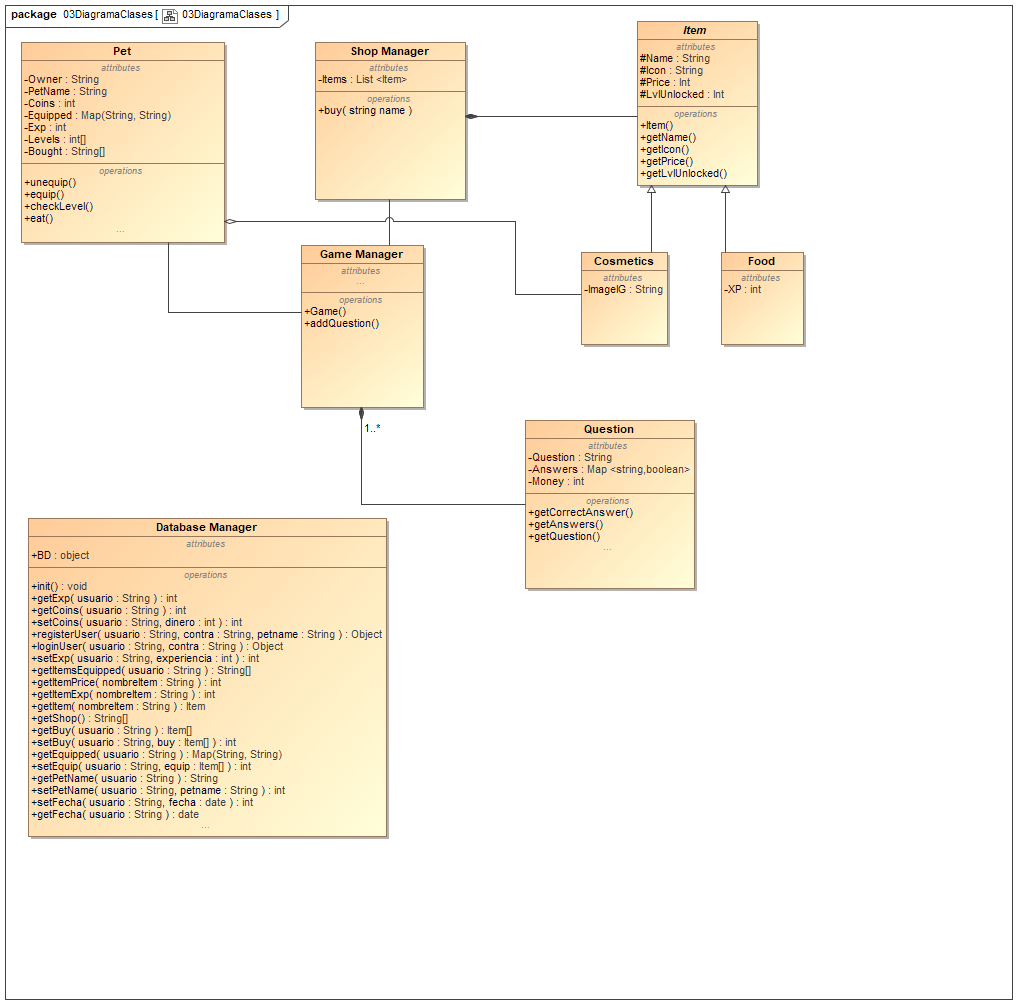 package 03DiagramaClases [ 03DiagramaClases ]
Pet
attributes
-Owner : String
-PetName : String
-Coins : int
-Equipped : Map(String, String)
-Exp : int
-Levels : int[]
-Bought : String[]
operations
+unequip()
+equip()
+checkLevel()
+eat()
...
Shop Manager
attributes
-Items : List <Item>
operations
+buy( string name )
Item
attributes
#Name : String
#Icon : String
#Price : Int
#LvlUnlocked : Int
operations
+Item()
+getName()
+getIcon()
+getPrice()
+getLvlUnlocked()
Game Manager
attributes
...
operations
+Game()
+addQuestion()
Cosmetics
attributes
-ImageIG : String
Food
attributes
-XP : int
1..*
Question
attributes
-Question : String
-Answers : Map <string,boolean>
-Money : int
operations
+getCorrectAnswer()
+getAnswers()
+getQuestion()
...
Database Manager
attributes
+BD : object
operations
+init() : void
+getExp( usuario : String ) : int
+getCoins( usuario : String ) : int
+setCoins( usuario : String, dinero : int ) : int
+registerUser( usuario : String, contra : String, petname : String ) : Object
+loginUser( usuario : String, contra : String ) : Object
+setExp( usuario : String, experiencia : int ) : int
+getItemsEquipped( usuario : String ) : String[]
+getItemPrice( nombreItem : String ) : int
+getItemExp( nombreItem : String ) : int
+getItem( nombreItem : String ) : Item
+getShop() : String[]
+getBuy( usuario : String ) : Item[]
+setBuy( usuario : String, buy : Item[] ) : int
+getEquipped( usuario : String ) : Map(String, String)
+setEquip( usuario : String, equip : Item[] ) : int
+getPetName( usuario : String ) : String
+setPetName( usuario : String, petname : String ) : int
+setFecha( usuario : String, fecha : date ) : int
+getFecha( usuario : String ) : date
...